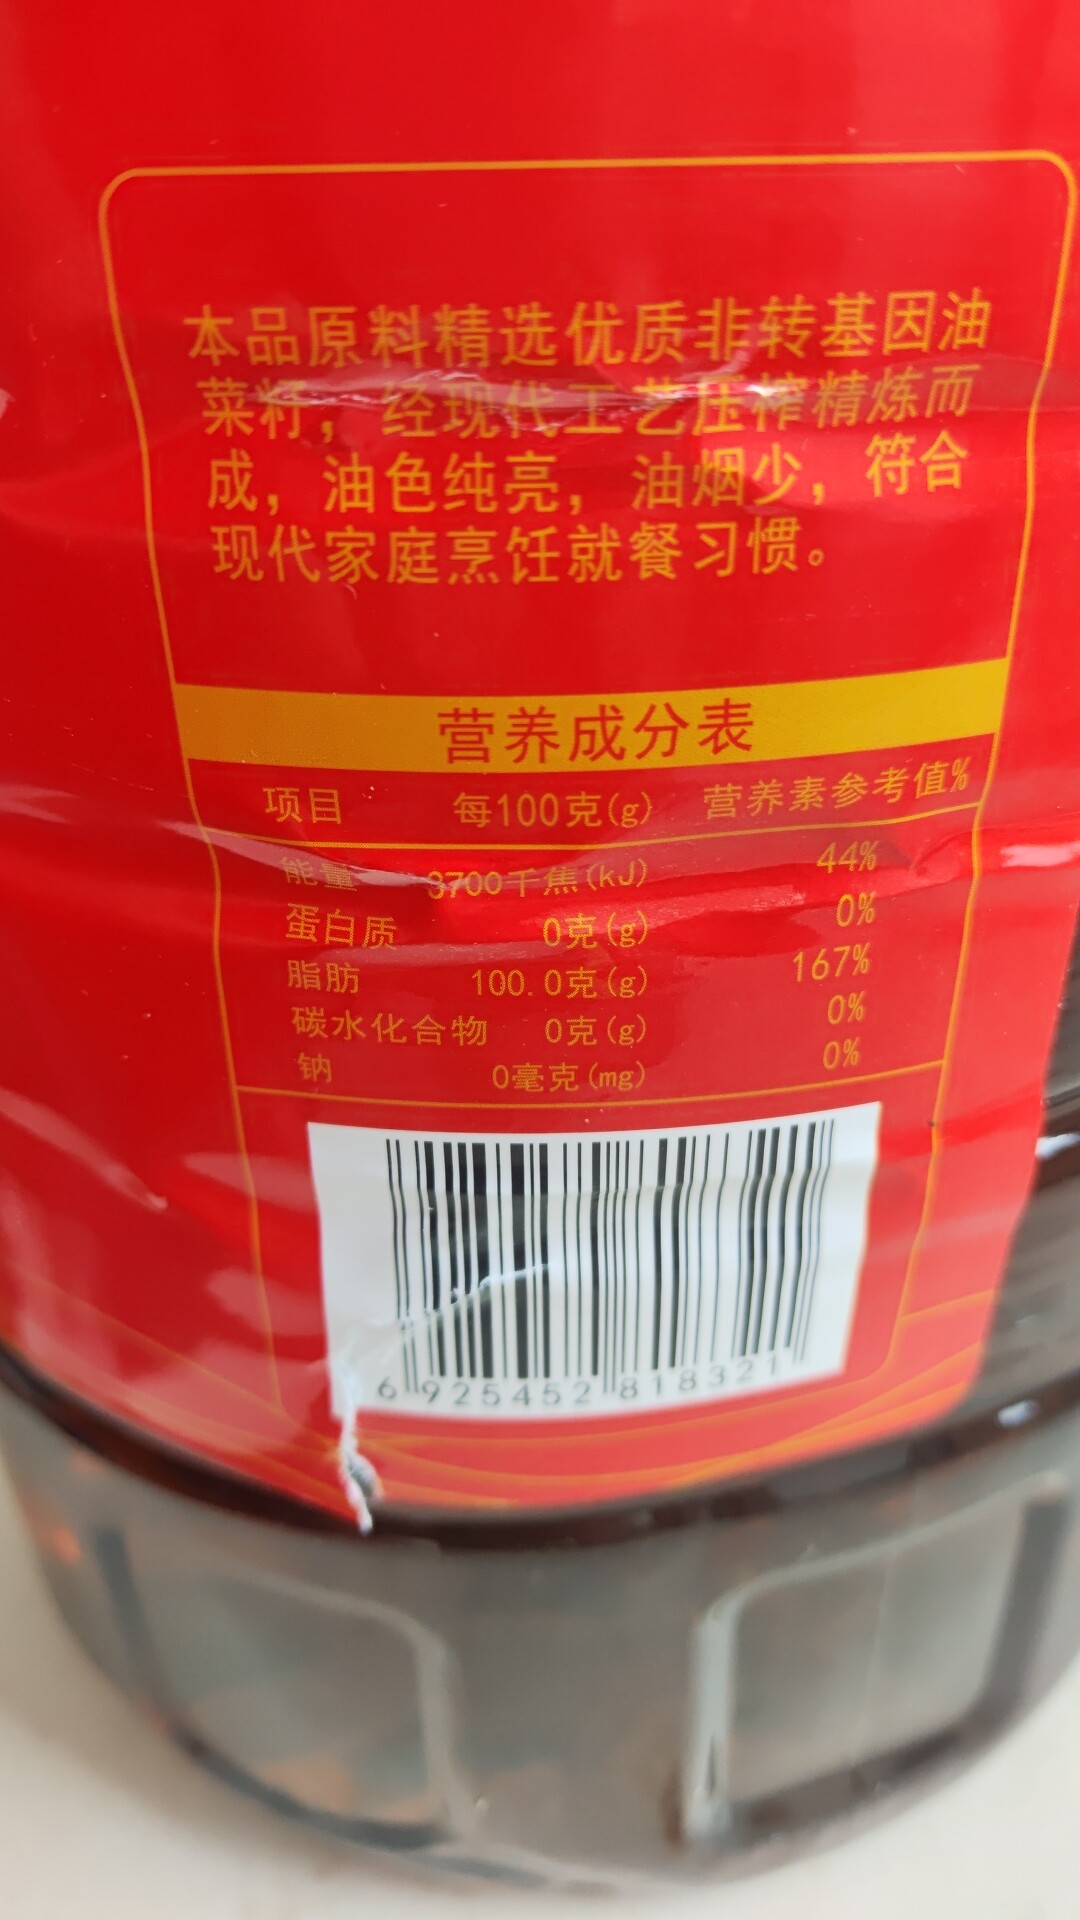 本品原料精选优质非转基因油
菜籽，经现代工艺压榨精炼而
成，油色纯亮，油烟少，符合
现代家庭烹饪就餐习惯。
营养成分表
项目 每100克(g) 营养素参考值%
能量 3700千焦(kJ) 44%
蛋白质 0克(g) 0%
脂肪 100.0克(g) 167%
碳水化合物 0克(g) 0%
钠 0毫克(mg) 0%
6 925452 818321